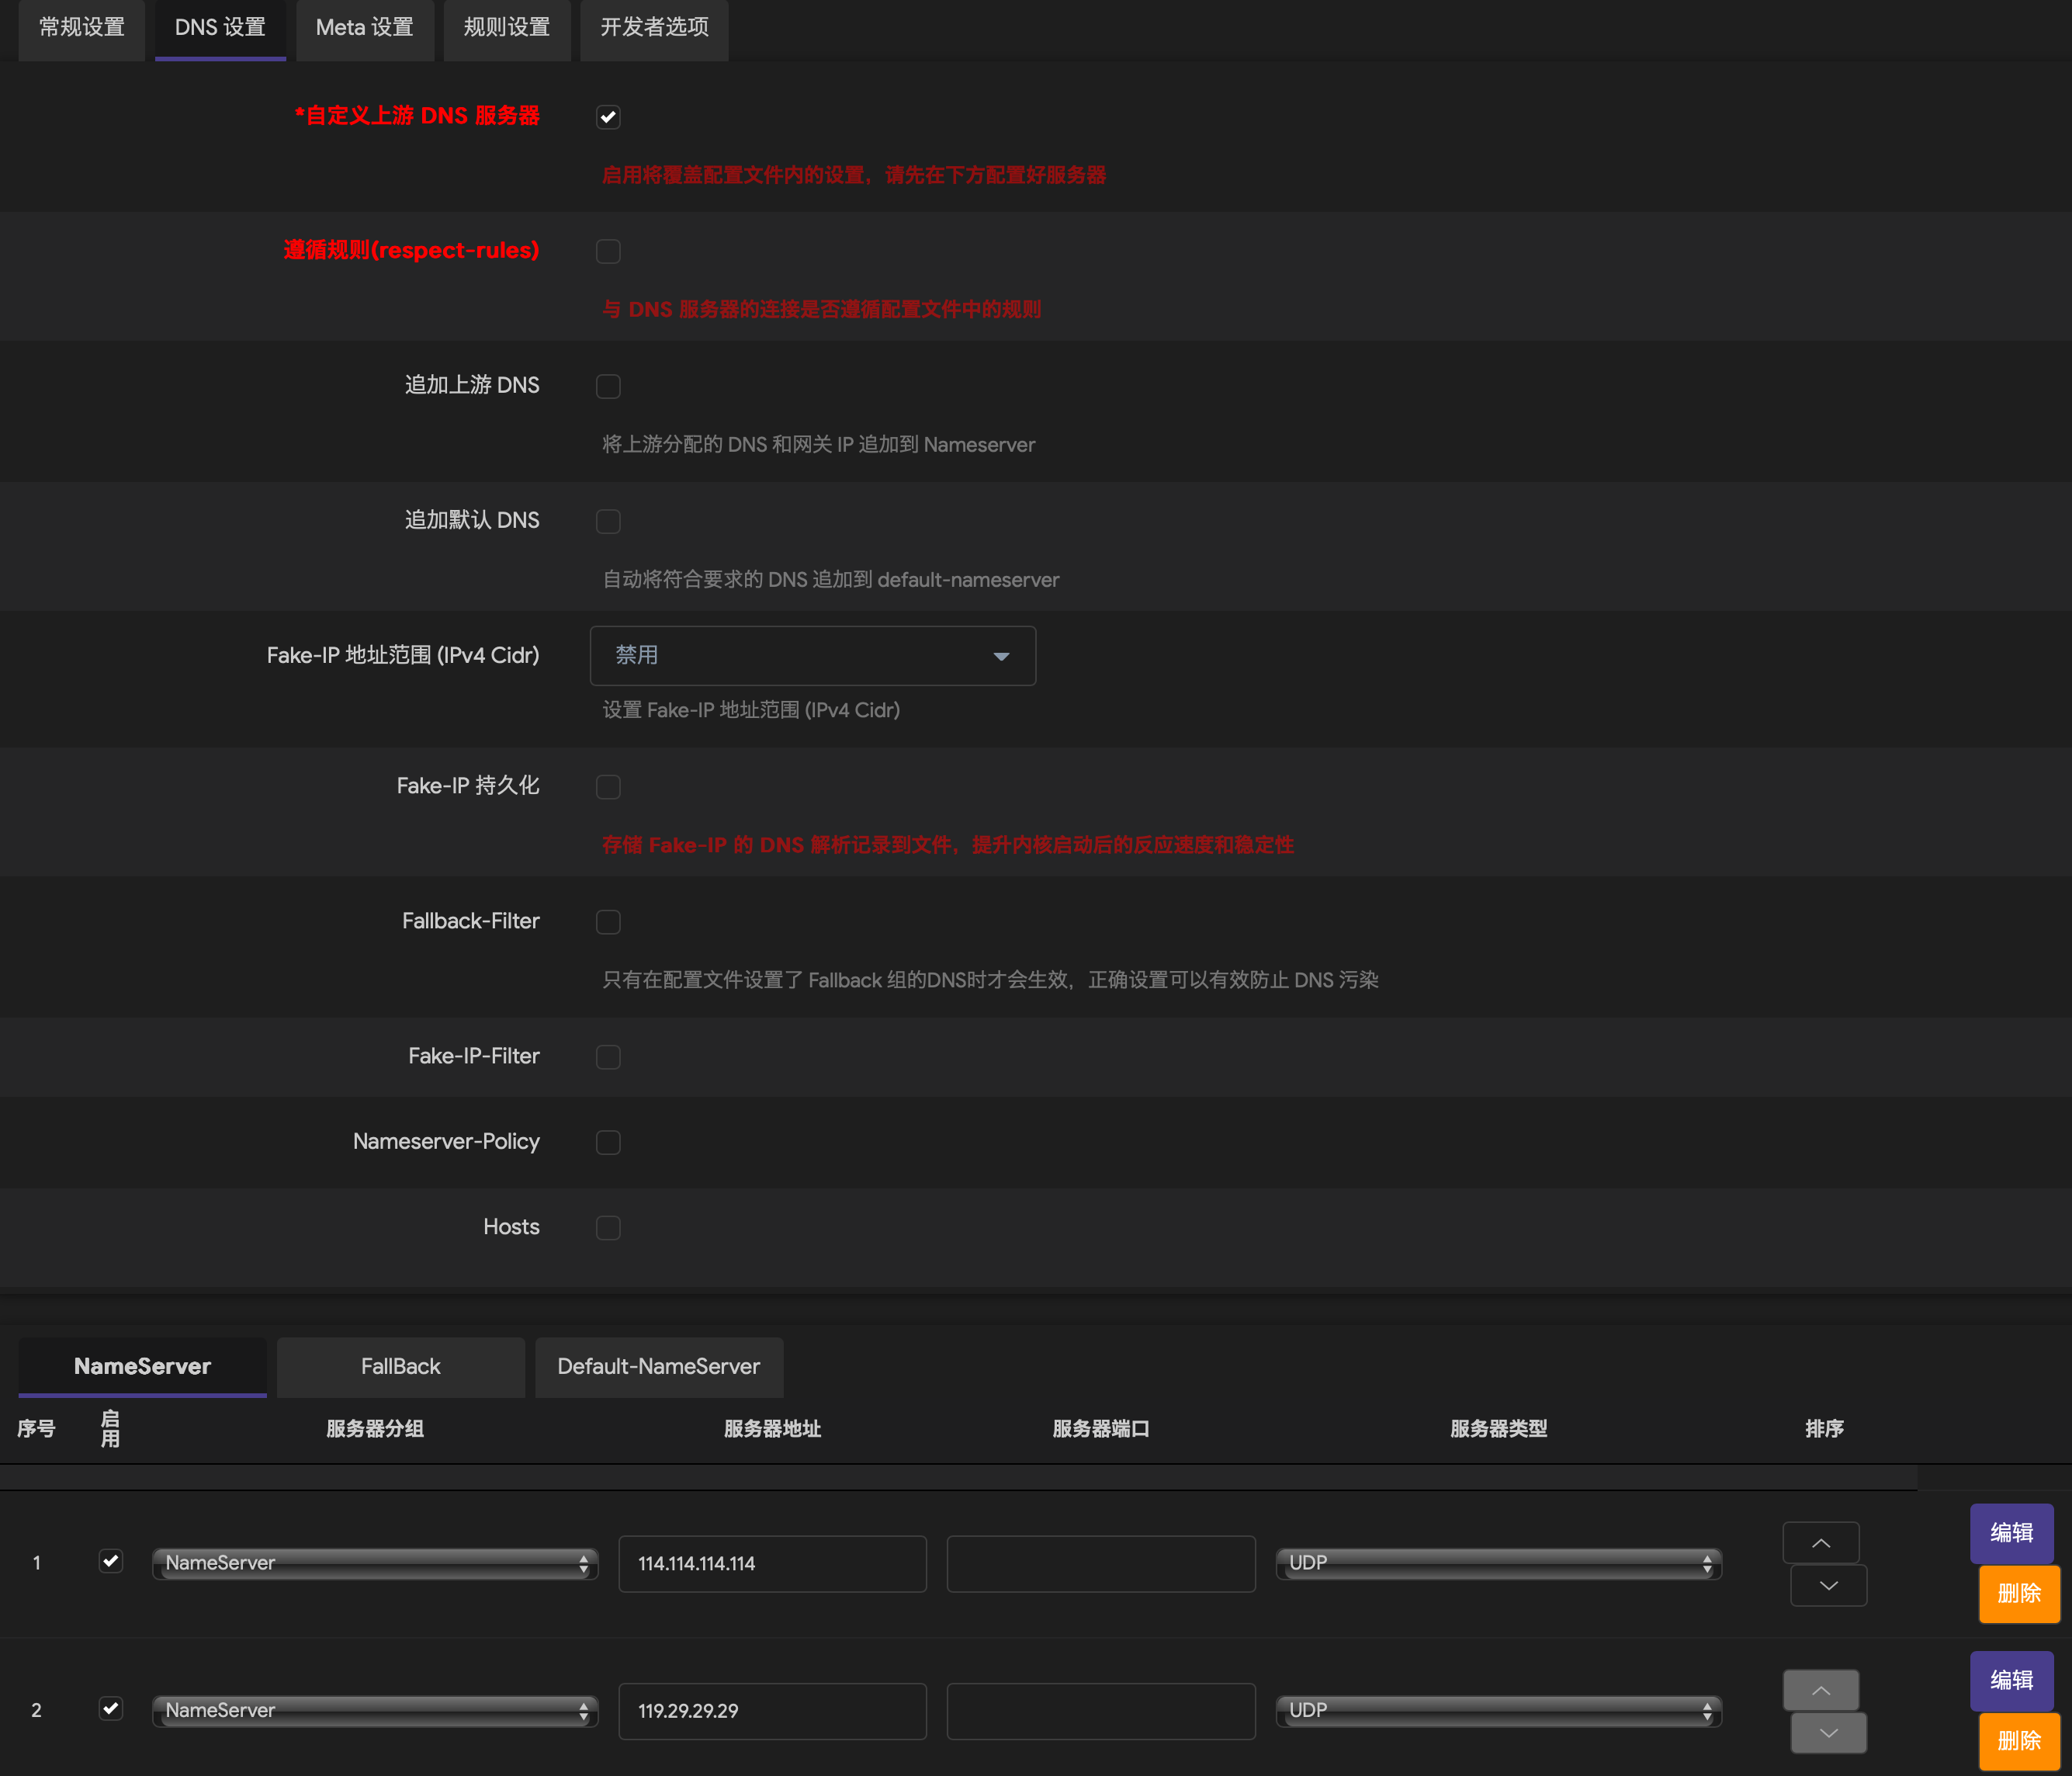 常规设置
DNS 设置
Meta 设置
规则设置
开发者选项
*自定义上游 DNS 服务器
启用将覆盖配置文件内的设置，请先在下方配置好服务器
遵循规则(respect-rules)
与 DNS 服务器的连接是否遵循配置文件中的规则
追加上游 DNS
将上游分配的 DNS 和网关 IP 追加到 Nameserver
追加默认 DNS
自动将符合要求的 DNS 追加到 default-nameserver
Fake-IP 地址范围 (IPv4 Cidr)
禁用
设置 Fake-IP 地址范围 (IPv4 Cidr)
Fake-IP 持久化
存储 Fake-IP 的 DNS 解析记录到文件，提升内核启动后的反应速度和稳定性
Fallback-Filter
只有在配置文件设置了 Fallback 组的DNS时才会生效，正确设置可以有效防止 DNS 污染
Fake-IP-Filter
Nameserver-Policy
Hosts
NameServer
FallBack
Default-NameServer
序号
启用
服务器分组
服务器地址
服务器端口
服务器类型
排序
1
NameServer
114.114.114.114
UDP
编辑
删除
2
NameServer
119.29.29.29
UDP
编辑
删除